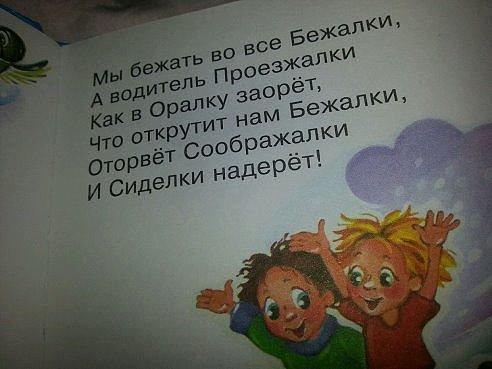 Мы бежать во все Бежалки,
А водитель Проезжалки
Как в Оралку заорёт,
Что открутит нам Бежалки,
Оторвёт Соображалки
И Сиделки надерёт!